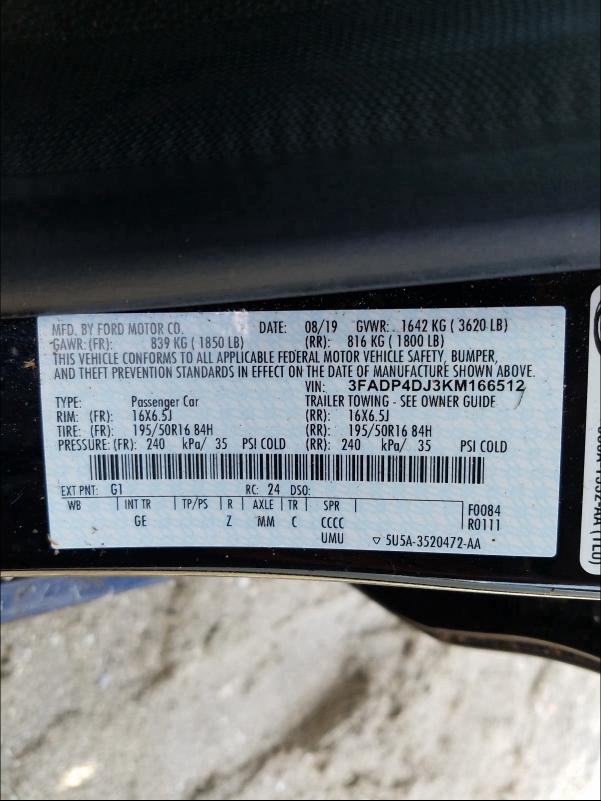 MFD. BY FORD MOTOR CO. DATE: 08/19 GVWR: 1642 KG ( 3620 LB)
GAWR: (FR): 839 KG ( 1850 LB) (RR): 816 KG ( 1800 LB)
THIS VEHICLE CONFORMS TO ALL APPLICABLE FEDERAL MOTOR VEHICLE SAFETY, BUMPER,
AND THEFT PREVENTION STANDARDS IN EFFECT ON THE DATE OF MANUFACTURE SHOWN ABOVE.
VIN: 3FADP4DJ3KM166512
TYPE: Passenger Car TRAILER TOWING - SEE OWNER GUIDE
RIM: (FR): 16X6.5J (RR): 16X6.5J
TIRE: (FR): 195/50R16 84H (RR): 195/50R16 84H
PRESSURE: (FR): 240 kPa/ 35 PSI COLD (RR): 240 kPa/ 35 PSI COLD
EXT PNT: G1 RC: 24 DSO:
WB INT TR TP/PS R AXLE TR SPR F0084
GE Z MM C CCCC R0111
UMU ▽ 5U5A-3520472-AA